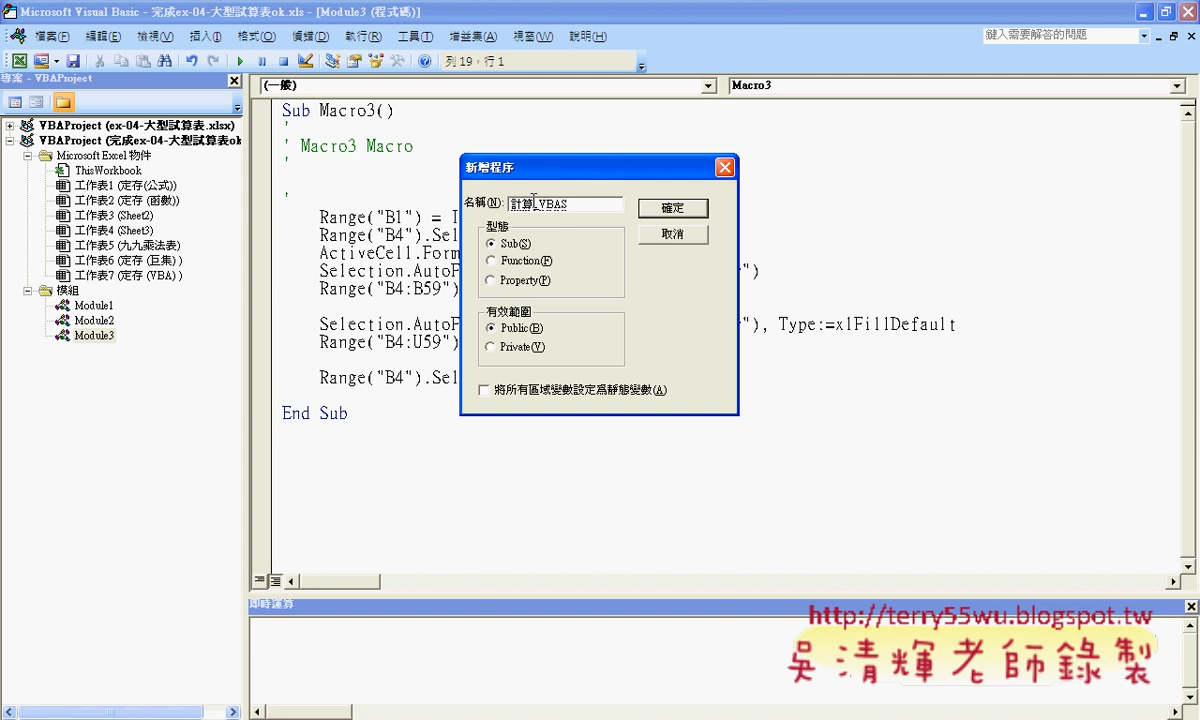 Microsoft Visual Basic - 完成ex-04-大型試算表ok.xls - [Module3 (程式碼)]
檔案(F) 編輯(E) 檢視(V) 插入(I) 格式(O) 偵錯(D) 執行(R) 工具(T) 增益集(A) 視窗(W) 說明(H) 鍵入需要解答的問題
列 19，行 1
專案 - VBAProject
(一般) Macro3
VBAProject (ex-04-大型試算表.xlsx)
VBAProject (完成ex-04-大型試算表ok
Microsoft Excel 物件
ThisWorkbook
工作表1 (定存(公式))
工作表2 (定存 (函數))
工作表3 (Sheet2)
工作表4 (Sheet3)
工作表5 (九九乘法表)
工作表6 (定存 (巨集) )
工作表7 (定存 (VBA) )
模組
Module1
Module2
Module3
Sub Macro3()
'
' Macro3 Macro
'
'
Range("B1") = I
Range("B4").Sel
ActiveCell.Form
Selection.AutoF ")
Range("B4:B59")
Selection.AutoF "), Type:=xlFillDefault
Range("B4:U59")
Range("B4").Sel
End Sub
新增程序
名稱(N): 計算_VBAS 確定
取消
型態
Sub(S)
Function(F)
Property(P)
有效範圍
Public(B)
Private(V)
將所有區域變數設定為靜態變數(A)
即時運算
http://terry55wu.blogspot.tw
吳清輝老師錄製